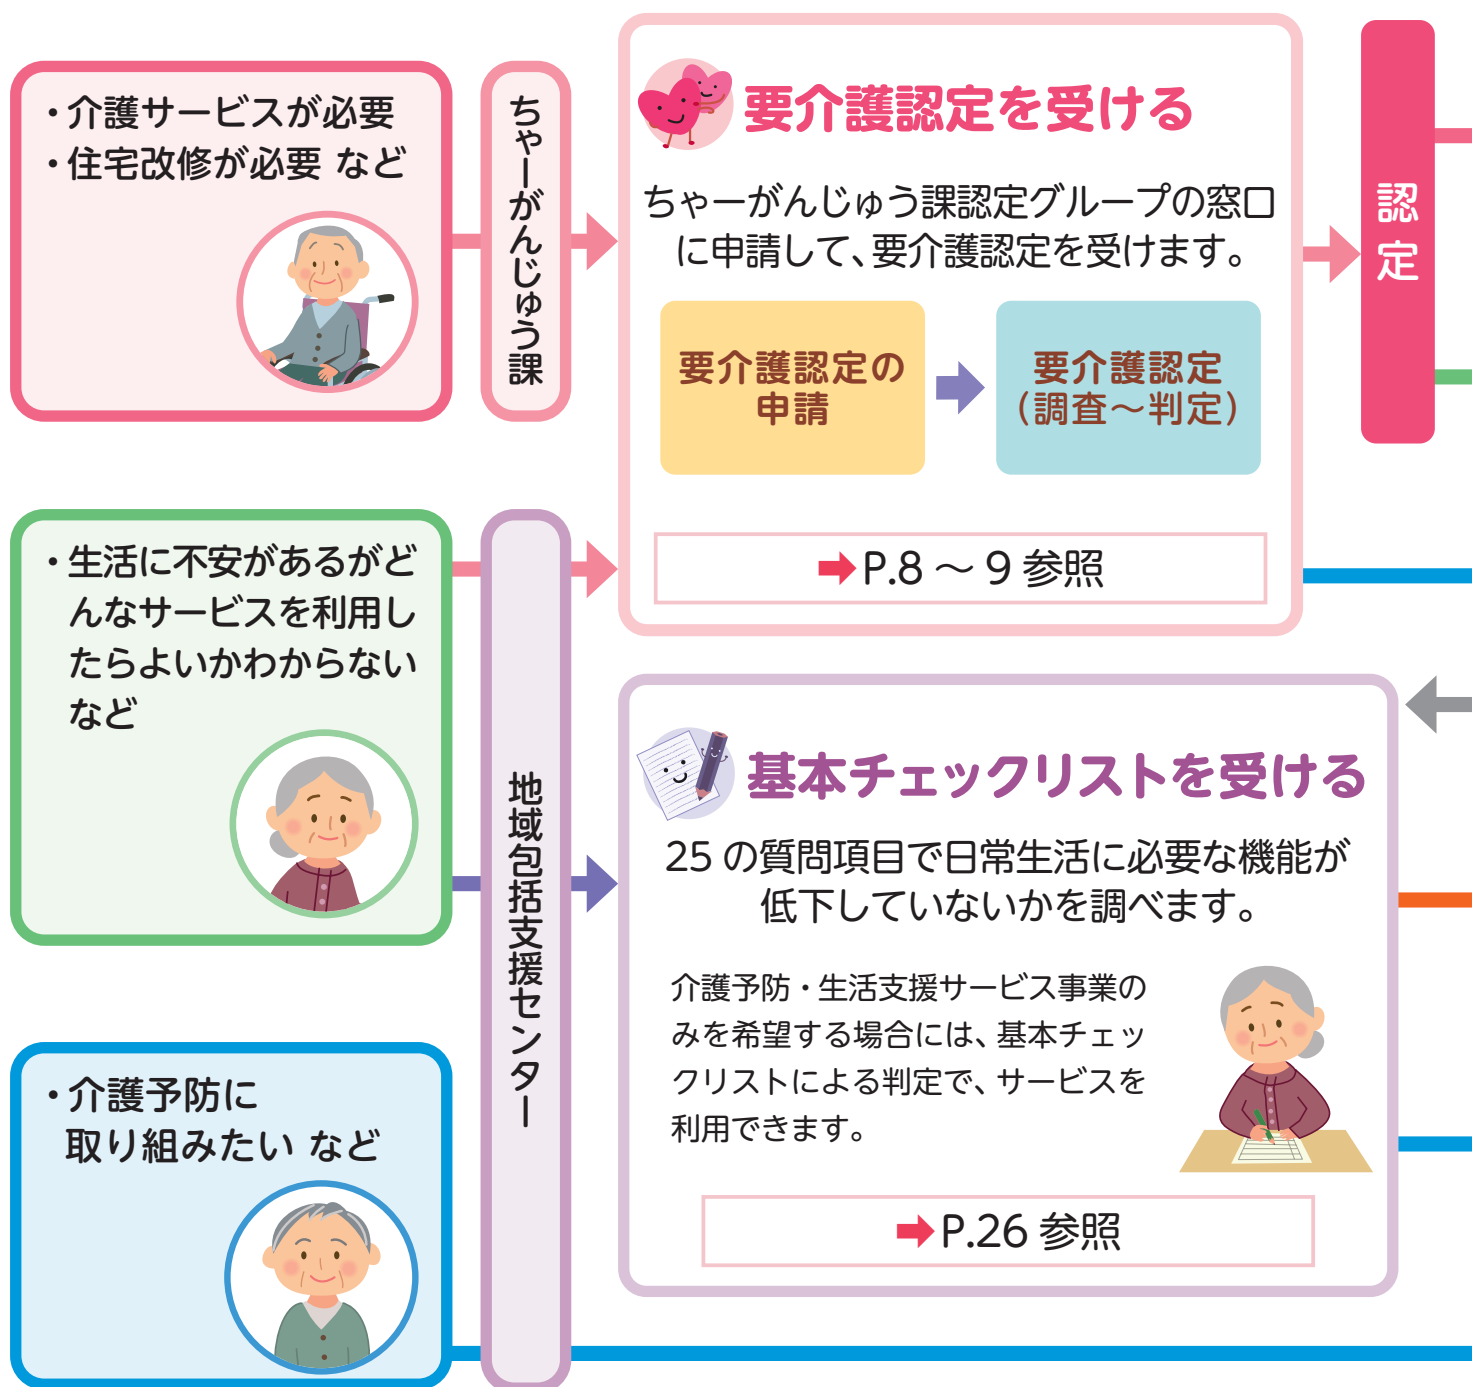 ・介護サービスが必要
・住宅改修が必要 など
ちゃーがんじゅう課
要介護認定を受ける
ちゃーがんじゅう課認定グループの窓口
に申請して、要介護認定を受けます。
要介護認定の
申請
要介護認定
（調査～判定）
P.8 ～ 9 参照
認定
・生活に不安があるがど
んなサービスを利用し
たらよいかわからない
など
地域包括支援センター
基本チェックリストを受ける
25 の質問項目で日常生活に必要な機能が
低下していないかを調べます。
介護予防・生活支援サービス事業の
みを希望する場合には、基本チェッ
クリストによる判定で、サービスを
利用できます。
P.26 参照
・介護予防に
取り組みたい など